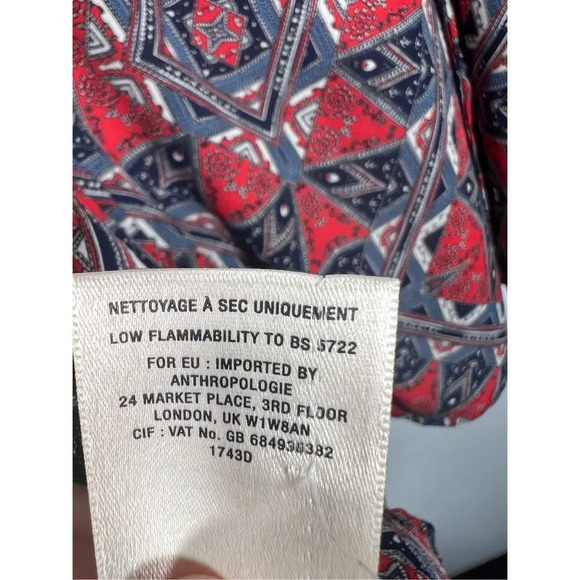 NETTOYAGE À SEC UNIQUEMENT
LOW FLAMMABILITY TO BS 5722
FOR EU : IMPORTED BY
ANTHROPOLOGIE
24 MARKET PLACE, 3RD FLOOR
LONDON, UK W1W8AN
CIF : VAT No. GB 684938382
1743D